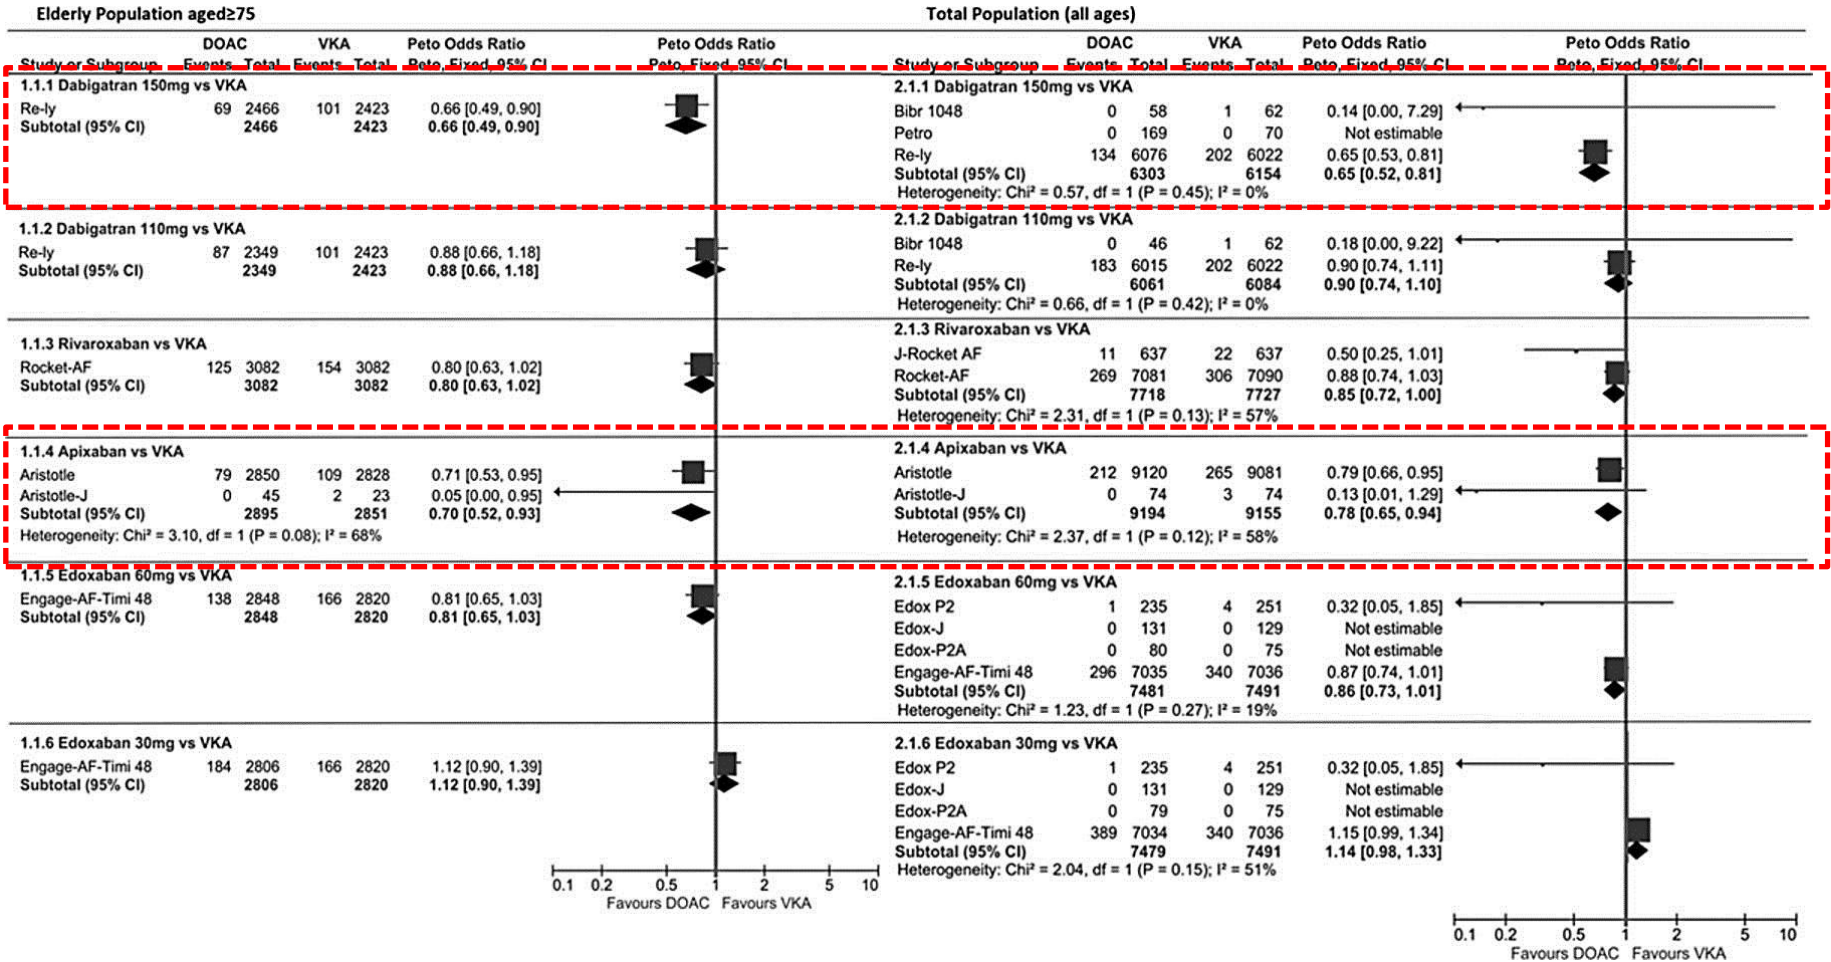 Elderly Population aged≥75
DOAC VKA Peto Odds Ratio Peto Odds Ratio
Study or Subgroup Events Total Events Total Peto, Fixed, 95% CI Peto, Fixed, 95% CI
1.1.1 Dabigatran 150mg vs VKA
Re-ly 69 2466 101 2423 0.66 [0.49, 0.90]
Subtotal (95% CI) 2466 2423 0.66 [0.49, 0.90]
1.1.2 Dabigatran 110mg vs VKA
Re-ly 87 2349 101 2423 0.88 [0.66, 1.18]
Subtotal (95% CI) 2349 2423 0.88 [0.66, 1.18]
1.1.3 Rivaroxaban vs VKA
Rocket-AF 125 3082 154 3082 0.80 [0.63, 1.02]
Subtotal (95% CI) 3082 3082 0.80 [0.63, 1.02]
1.1.4 Apixaban vs VKA
Aristotle 79 2850 109 2828 0.71 [0.53, 0.95]
Aristotle-J 0 45 2 23 0.05 [0.00, 0.95]
Subtotal (95% CI) 2895 2851 0.70 [0.52, 0.93]
Heterogeneity: Chi² = 3.10, df = 1 (P = 0.08); I² = 68%
1.1.5 Edoxaban 60mg vs VKA
Engage-AF-Timi 48 138 2848 166 2820 0.81 [0.65, 1.03]
Subtotal (95% CI) 2848 2820 0.81 [0.65, 1.03]
1.1.6 Edoxaban 30mg vs VKA
Engage-AF-Timi 48 184 2806 166 2820 1.12 [0.90, 1.39]
Subtotal (95% CI) 2806 2820 1.12 [0.90, 1.39]
0.1 0.2 0.5 1 2 5 10
Favours DOAC Favours VKA
Total Population (all ages)
DOAC VKA Peto Odds Ratio Peto Odds Ratio
Study or Subgroup Events Total Events Total Peto, Fixed, 95% CI Peto, Fixed, 95% CI
2.1.1 Dabigatran 150mg vs VKA
Bibr 1048 0 58 1 62 0.14 [0.00, 7.29]
Petro 0 169 0 70 Not estimable
Re-ly 134 6076 202 6022 0.65 [0.53, 0.81]
Subtotal (95% CI) 6303 6154 0.65 [0.52, 0.81]
Heterogeneity: Chi² = 0.57, df = 1 (P = 0.45); I² = 0%
2.1.2 Dabigatran 110mg vs VKA
Bibr 1048 0 46 1 62 0.18 [0.00, 9.22]
Re-ly 183 6015 202 6022 0.90 [0.74, 1.11]
Subtotal (95% CI) 6061 6084 0.90 [0.74, 1.10]
Heterogeneity: Chi² = 0.66, df = 1 (P = 0.42); I² = 0%
2.1.3 Rivaroxaban vs VKA
J-Rocket AF 11 637 22 637 0.50 [0.25, 1.01]
Rocket-AF 269 7081 306 7090 0.88 [0.74, 1.03]
Subtotal (95% CI) 7718 7727 0.85 [0.72, 1.00]
Heterogeneity: Chi² = 2.31, df = 1 (P = 0.13); I² = 57%
2.1.4 Apixaban vs VKA
Aristotle 212 9120 265 9081 0.79 [0.66, 0.95]
Aristotle-J 0 74 3 74 0.13 [0.01, 1.29]
Subtotal (95% CI) 9194 9155 0.78 [0.65, 0.94]
Heterogeneity: Chi² = 2.37, df = 1 (P = 0.12); I² = 58%
2.1.5 Edoxaban 60mg vs VKA
Edox P2 1 235 4 251 0.32 [0.05, 1.85]
Edox-J 0 131 0 129 Not estimable
Edox-P2A 0 80 0 75 Not estimable
Engage-AF-Timi 48 296 7035 340 7036 0.87 [0.74, 1.01]
Subtotal (95% CI) 7481 7491 0.86 [0.73, 1.01]
Heterogeneity: Chi² = 1.23, df = 1 (P = 0.27); I² = 19%
2.1.6 Edoxaban 30mg vs VKA
Edox P2 1 235 4 251 0.32 [0.05, 1.85]
Edox-J 0 131 0 129 Not estimable
Edox-P2A 0 79 0 75 Not estimable
Engage-AF-Timi 48 389 7034 340 7036 1.15 [0.99, 1.34]
Subtotal (95% CI) 7479 7491 1.14 [0.98, 1.33]
Heterogeneity: Chi² = 2.04, df = 1 (P = 0.15); I² = 51%
0.1 0.2 0.5 1 2 5 10
Favours DOAC Favours VKA